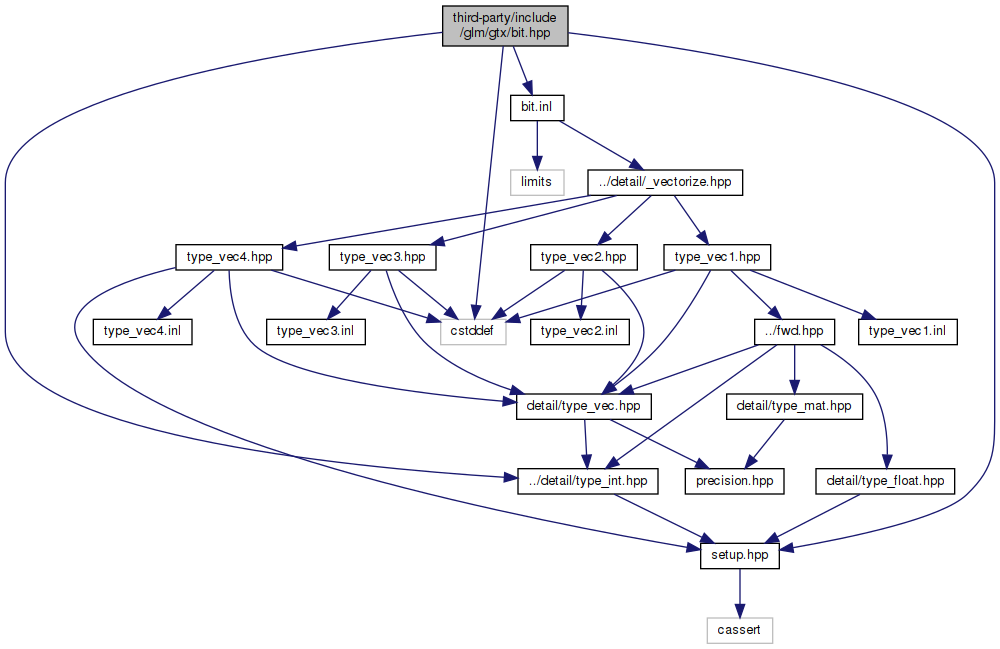 third-party/include
/glm/gtx/bit.hpp
bit.inl
limits
../detail/_vectorize.hpp
type_vec4.hpp
type_vec3.hpp
type_vec2.hpp
type_vec1.hpp
type_vec4.inl
type_vec3.inl
cstddef
type_vec2.inl
../fwd.hpp
type_vec1.inl
detail/type_vec.hpp
detail/type_mat.hpp
../detail/type_int.hpp
precision.hpp
detail/type_float.hpp
setup.hpp
cassert